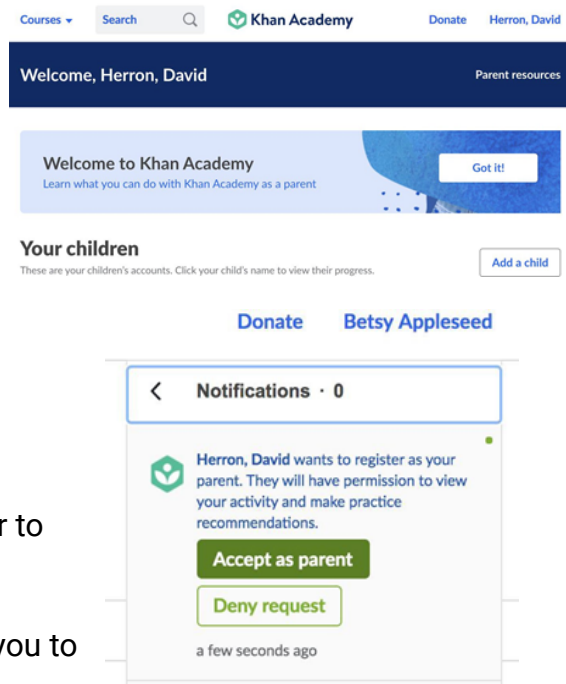 Courses Search Khan Academy Donate Herron, David
Welcome, Herron, David Parent resources
Welcome to Khan Academy Got it!
Learn what you can do with Khan Academy as a parent
Your children
These are your children's accounts. Click your child's name to view their progress. Add a child
Donate Betsy Appleseed
Notifications · 0
Herron, David wants to register as your
parent. They will have permission to view
your activity and make practice
recommendations.
r to
Accept as parent
Deny request
you to
a few seconds ago